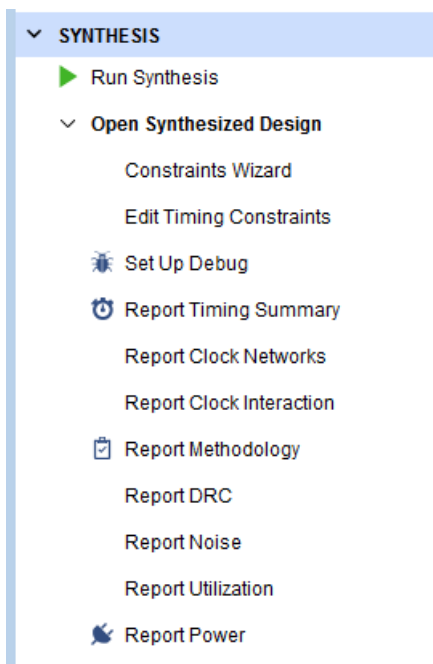 SYNTHESIS
Run Synthesis
Open Synthesized Design
Constraints Wizard
Edit Timing Constraints
Set Up Debug
Report Timing Summary
Report Clock Networks
Report Clock Interaction
Report Methodology
Report DRC
Report Noise
Report Utilization
Report Power